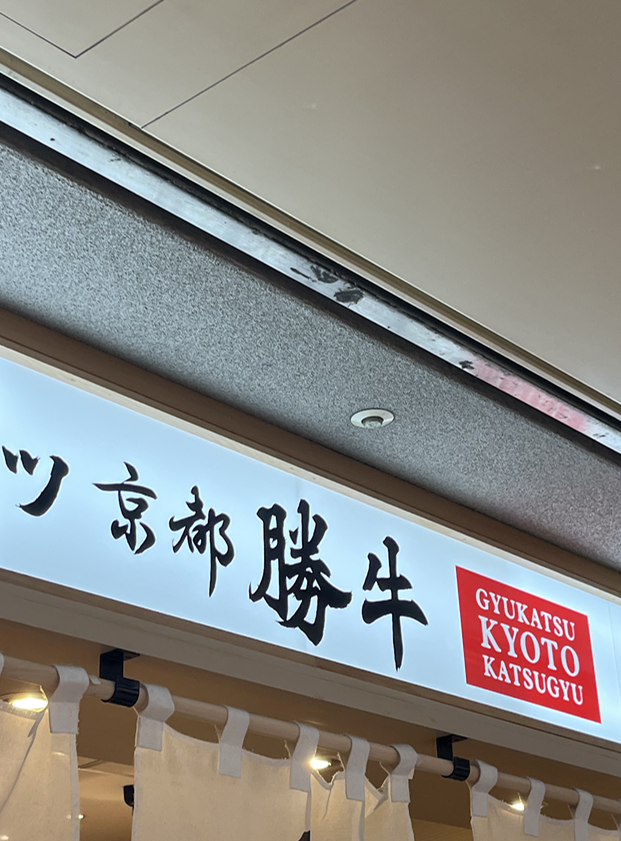 ツ 京都 勝牛
GYUKATSU
KYOTO
KATSUGYU